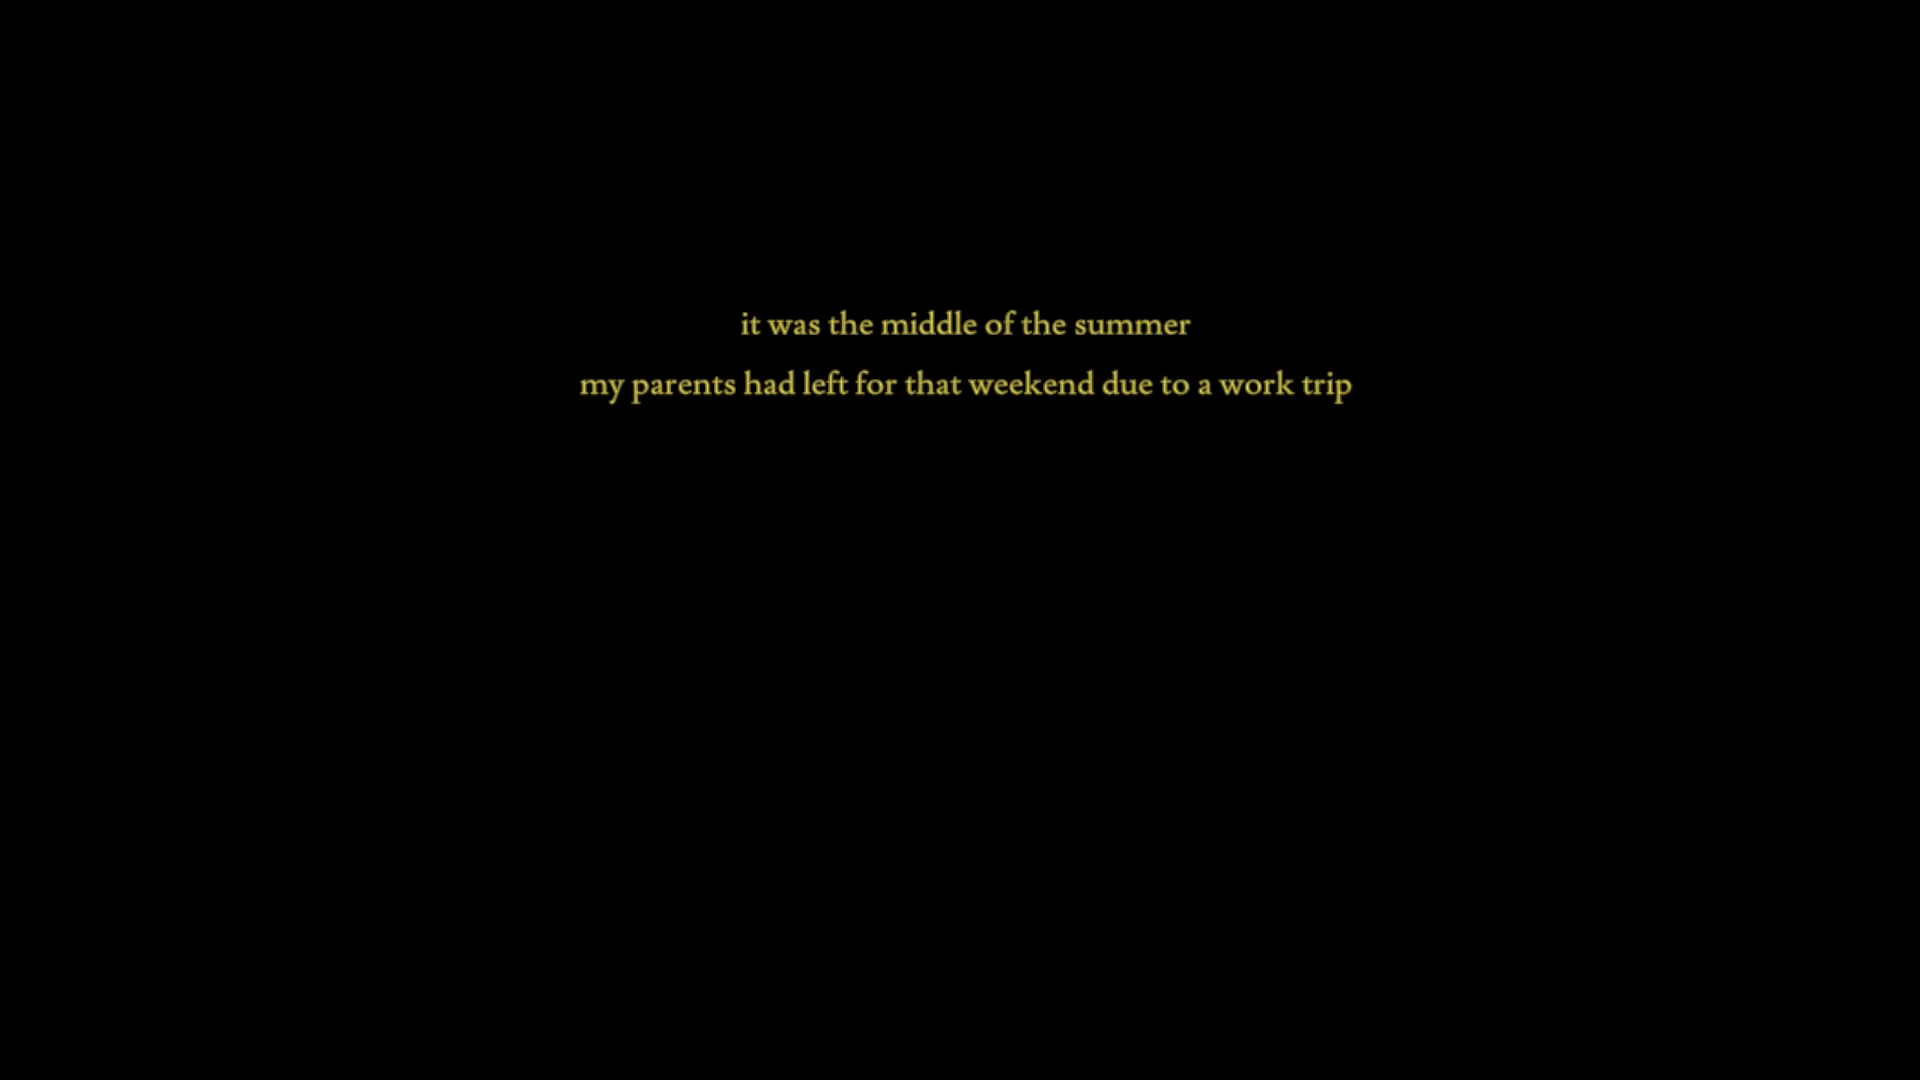 it was the middle of the summer
my parents had left for that weekend due to a work trip